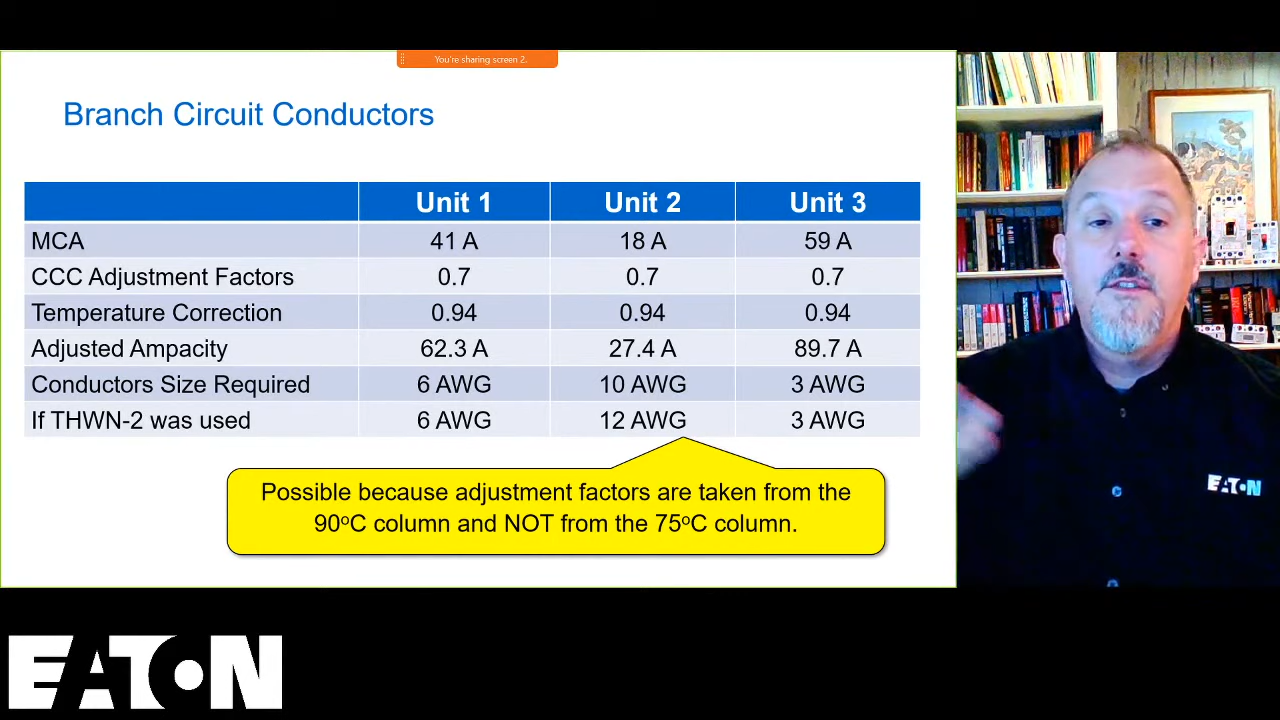 You're sharing screen 2.
Branch Circuit Conductors
Unit 1 Unit 2 Unit 3
MCA 41 A 18 A 59 A
CCC Adjustment Factors 0.7 0.7 0.7
Temperature Correction 0.94 0.94 0.94
Adjusted Ampacity 62.3 A 27.4 A 89.7 A
Conductors Size Required 6 AWG 10 AWG 3 AWG
If THWN-2 was used 6 AWG 12 AWG 3 AWG
Possible because adjustment factors are taken from the
90ºC column and NOT from the 75ºC column.
EATON
EATON